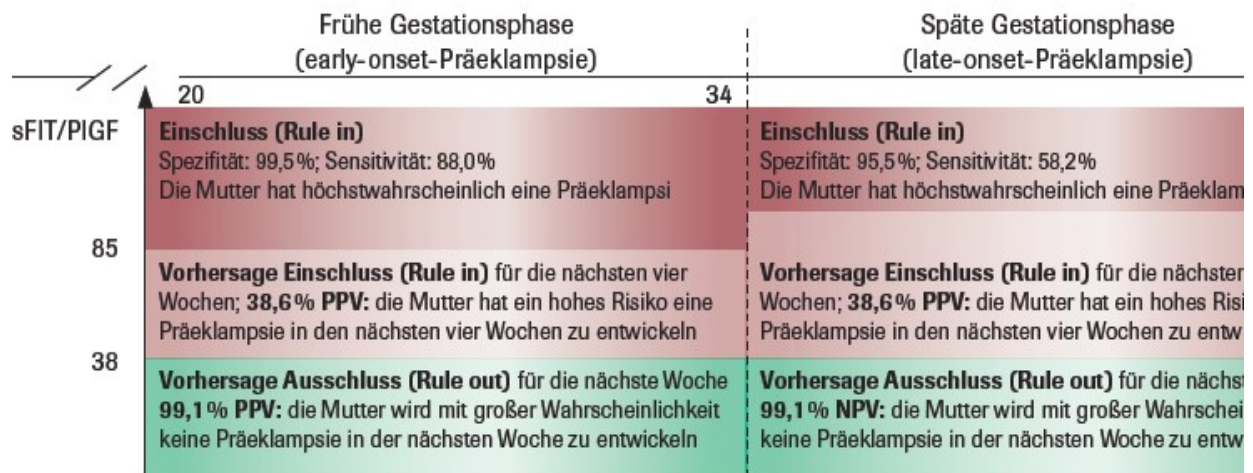 Frühe Gestationsphase
(early-onset-Präeklampsie)
Späte Gestationsphase
(late-onset-Präeklampsie)
20
34
sFIT/PIGF
Einschluss (Rule in)
Spezifität: 99,5%; Sensitivität: 88,0%
Die Mutter hat höchstwahrscheinlich eine Präeklampsi
Einschluss (Rule in)
Spezifität: 95,5%; Sensitivität: 58,2%
Die Mutter hat höchstwahrscheinlich eine Präeklam
85
Vorhersage Einschluss (Rule in) für die nächsten vier
Wochen; 38,6% PPV: die Mutter hat ein hohes Risiko eine
Präeklampsie in den nächsten vier Wochen zu entwickeln
Vorhersage Einschluss (Rule in) für die nächsten
Wochen; 38,6% PPV: die Mutter hat ein hohes Risi
Präeklampsie in den nächsten vier Wochen zu entw
38
Vorhersage Ausschluss (Rule out) für die nächste Woche
99,1% PPV: die Mutter wird mit großer Wahrscheinlichkeit
keine Präeklampsie in der nächsten Woche zu entwickeln
Vorhersage Ausschluss (Rule out) für die nächst
99,1% NPV: die Mutter wird mit großer Wahrschei
keine Präeklampsie in der nächsten Woche zu entw